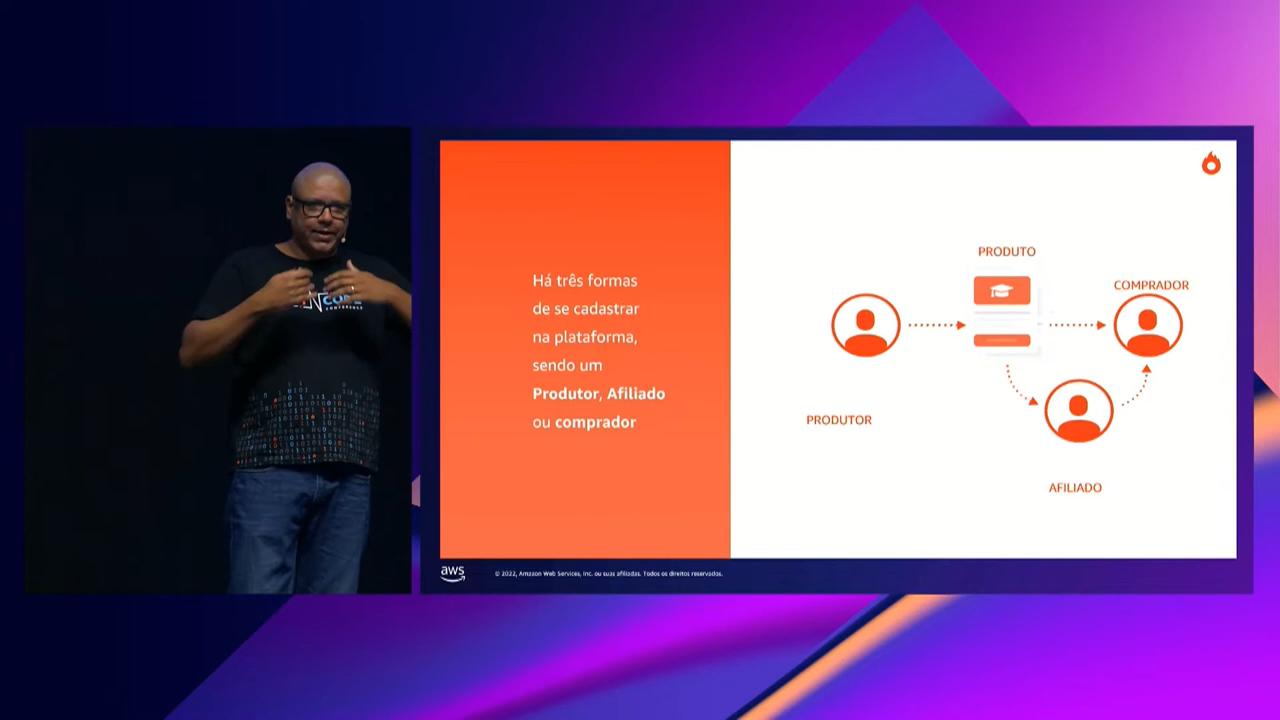 Há três formas
de se cadastrar
na plataforma,
sendo um
Produtor, Afiliado
ou comprador
PRODUTO
COMPRADOR
PRODUTOR
AFILIADO
CONFERENCE
aws
© 2022, Amazon Web Services, Inc. ou suas afiliadas. Todos os direitos reservados.